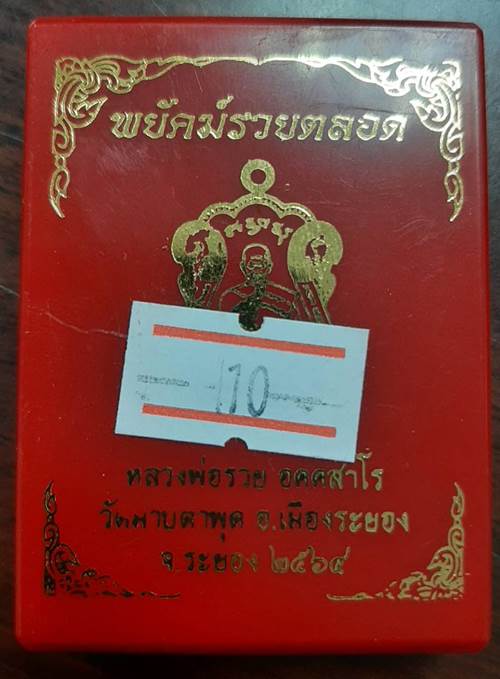 พยัคฆ์รวยตลอด
110
หลวงพ่อรวย อคฺคสาโร
วัดมาบตาพุด อ.เมืองระยอง
จ.ระยอง ๒๕๖๔